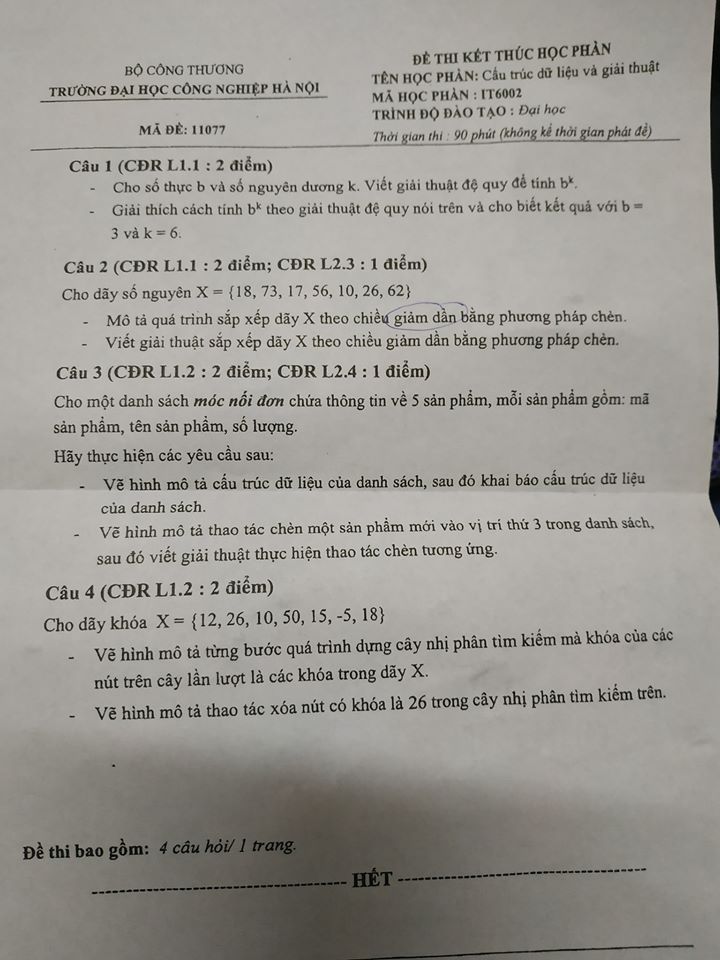 BỘ CÔNG THƯƠNG
TRƯỜNG ĐẠI HỌC CÔNG NGHIỆP HÀ NỘI
MÃ ĐỀ: 11077
ĐỀ THI KẾT THÚC HỌC PHẦN
TÊN HỌC PHẦN: Cấu trúc dữ liệu và giải thuật
MÃ HỌC PHẦN : IT6002
TRÌNH ĐỘ ĐÀO TẠO : Đại học
Thời gian thi : 90 phút (không kể thời gian phát đề)
Câu 1 (CĐR L1.1 : 2 điểm)
- Cho số thực b và số nguyên dương k. Viết giải thuật đệ quy để tính bᵏ.
- Giải thích cách tính bᵏ theo giải thuật đệ quy nói trên và cho biết kết quả với b =
3 và k = 6.
Câu 2 (CĐR L1.1 : 2 điểm; CĐR L2.3 : 1 điểm)
Cho dãy số nguyên X = {18, 73, 17, 56, 10, 26, 62}
- Mô tả quá trình sắp xếp dãy X theo chiều giảm dần bằng phương pháp chèn.
- Viết giải thuật sắp xếp dãy X theo chiều giảm dần bằng phương pháp chèn.
Câu 3 (CĐR L1.2 : 2 điểm; CĐR L2.4 : 1 điểm)
Cho một danh sách móc nối đơn chứa thông tin về 5 sản phẩm, mỗi sản phẩm gồm: mã
sản phẩm, tên sản phẩm, số lượng.
Hãy thực hiện các yêu cầu sau:
- Vẽ hình mô tả cấu trúc dữ liệu của danh sách, sau đó khai báo cấu trúc dữ liệu
của danh sách.
- Vẽ hình mô tả thao tác chèn một sản phẩm mới vào vị trí thứ 3 trong danh sách,
sau đó viết giải thuật thực hiện thao tác chèn tương ứng.
Câu 4 (CĐR L1.2 : 2 điểm)
Cho dãy khóa X = {12, 26, 10, 50, 15, -5, 18}
- Vẽ hình mô tả từng bước quá trình dựng cây nhị phân tìm kiếm mà khóa của các
nút trên cây lần lượt là các khóa trong dãy X.
- Vẽ hình mô tả thao tác xóa nút có khóa là 26 trong cây nhị phân tìm kiếm trên.
Đề thi bao gồm: 4 câu hỏi/ 1 trang.
HẾT